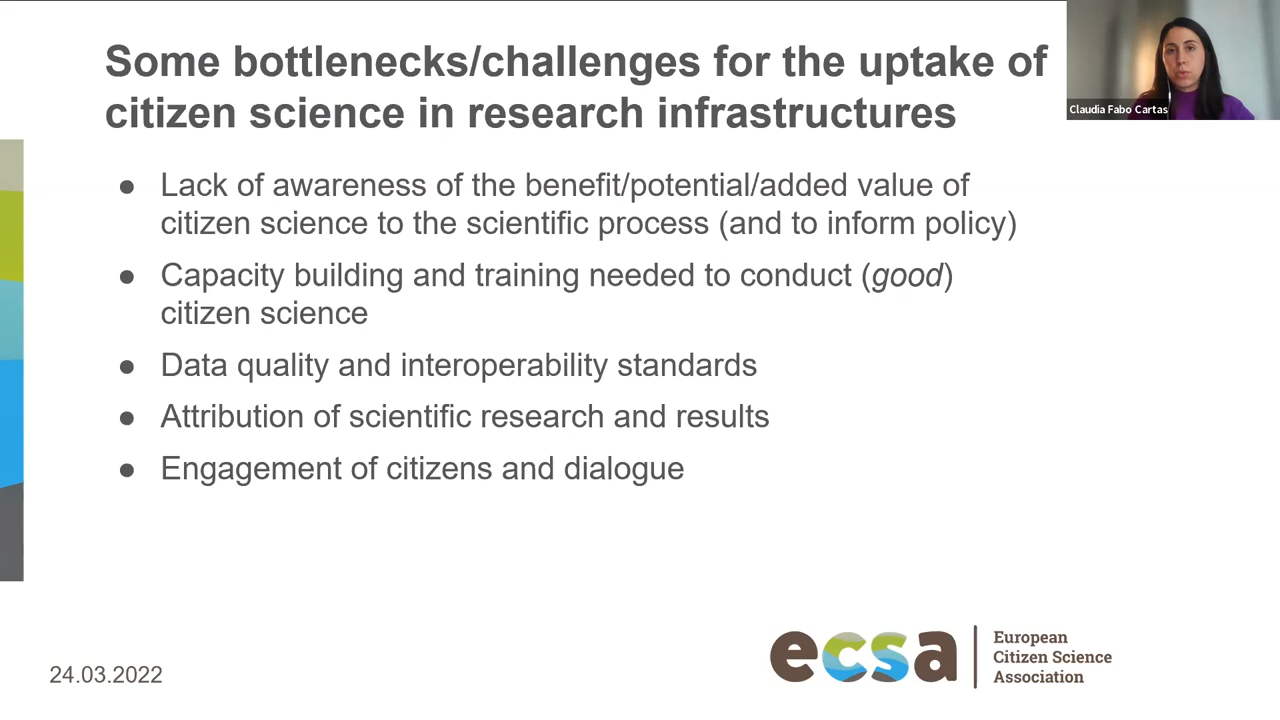 Some bottlenecks/challenges for the uptake of
citizen science in research infrastructures
Claudia Fabo Cartas
● Lack of awareness of the benefit/potential/added value of
citizen science to the scientific process (and to inform policy)
● Capacity building and training needed to conduct (good)
citizen science
● Data quality and interoperability standards
● Attribution of scientific research and results
● Engagement of citizens and dialogue
24.03.2022
ecsa
European
Citizen Science
Association